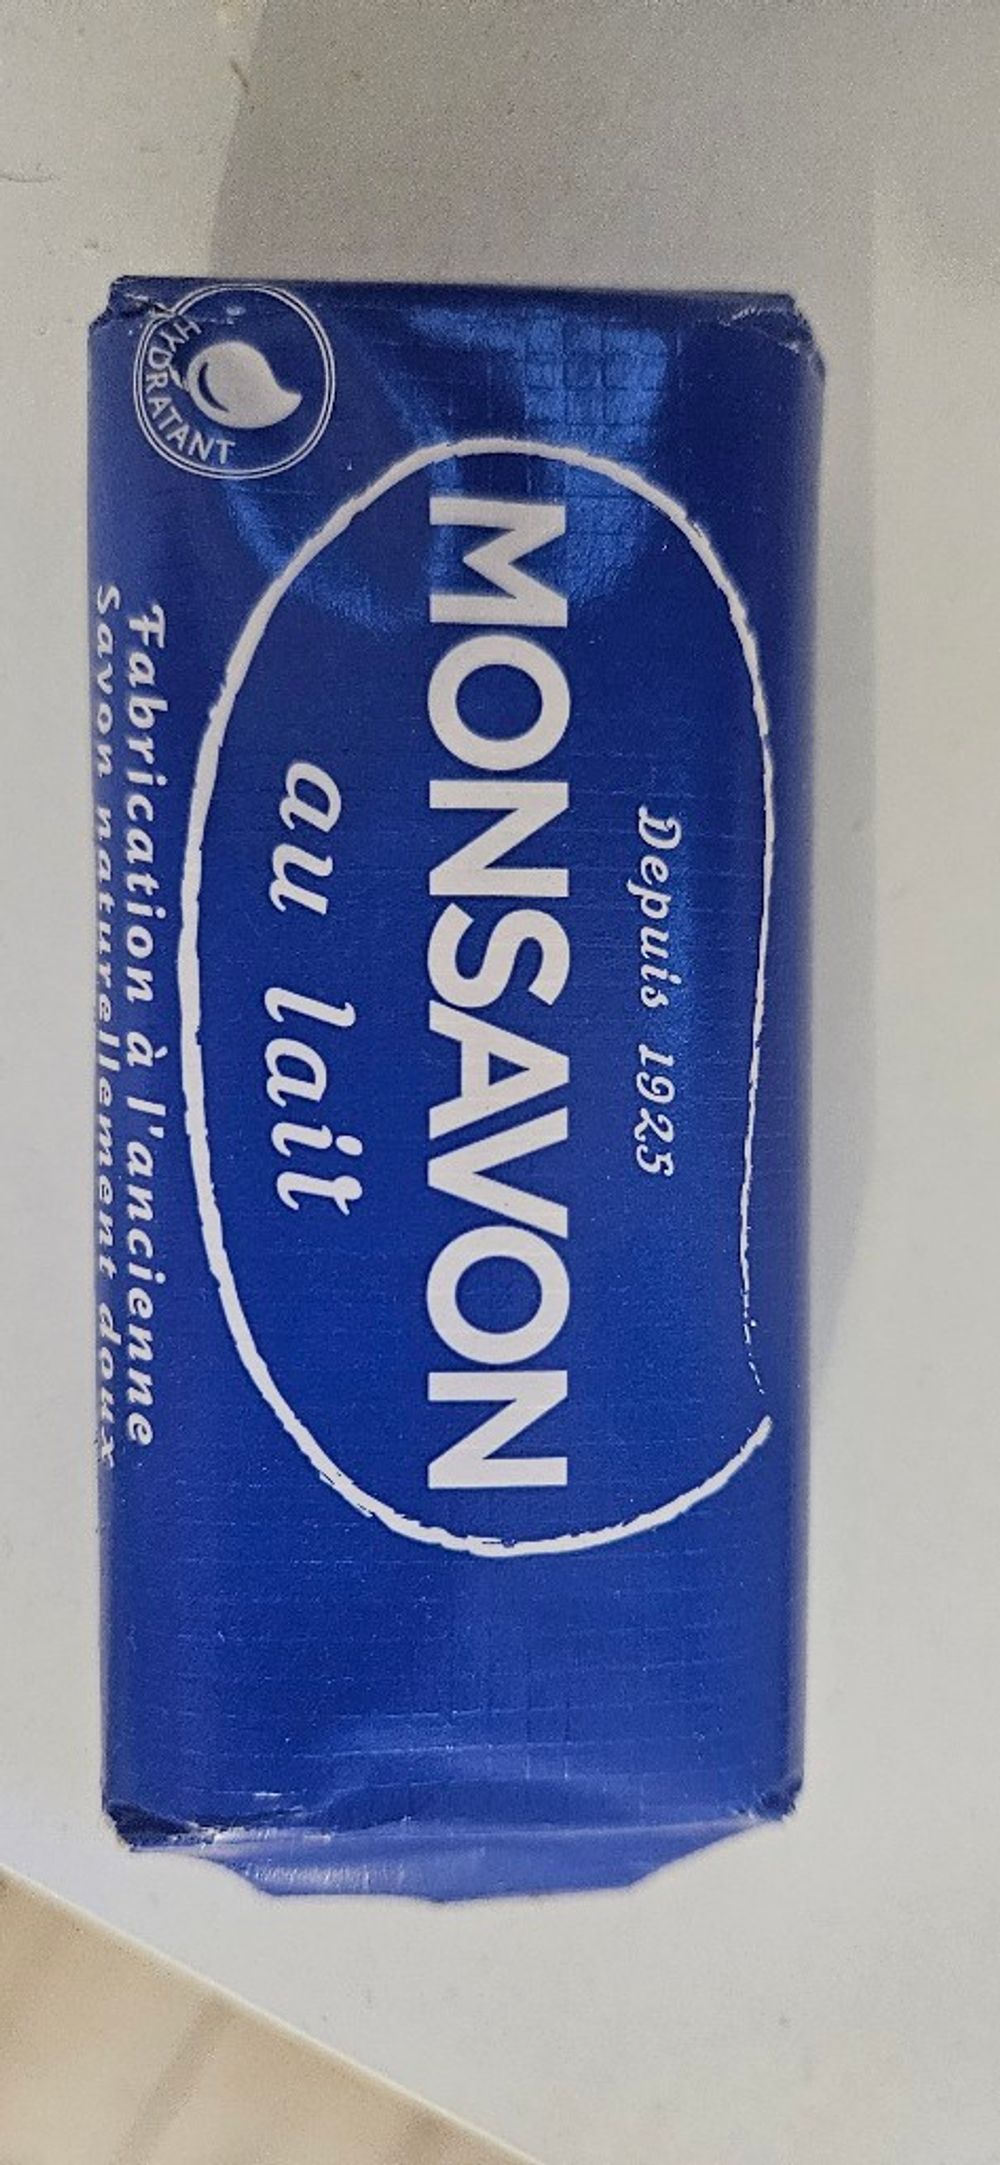 Depuis 1925
MONSAVON
au lait
HYDRATANT
Fabrication à l'ancienne
Savon naturellement doux